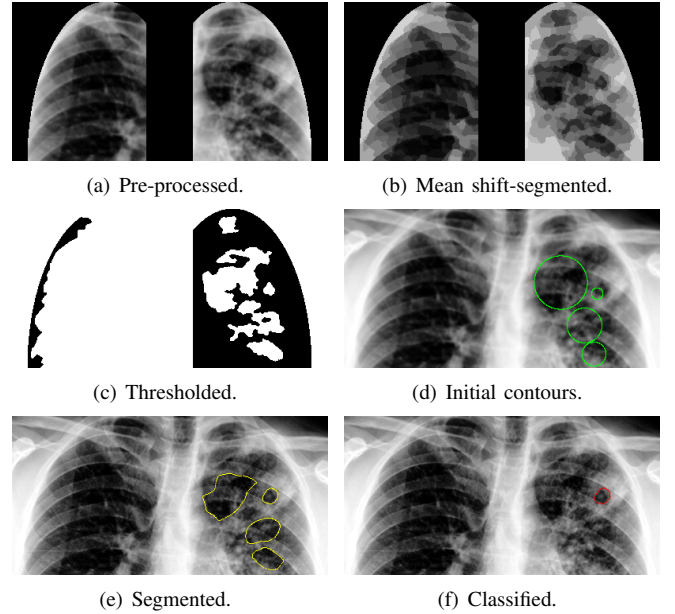 (a) Pre-processed.
(b) Mean shift-segmented.
(c) Thresholded.
(d) Initial contours.
(e) Segmented.
(f) Classified.